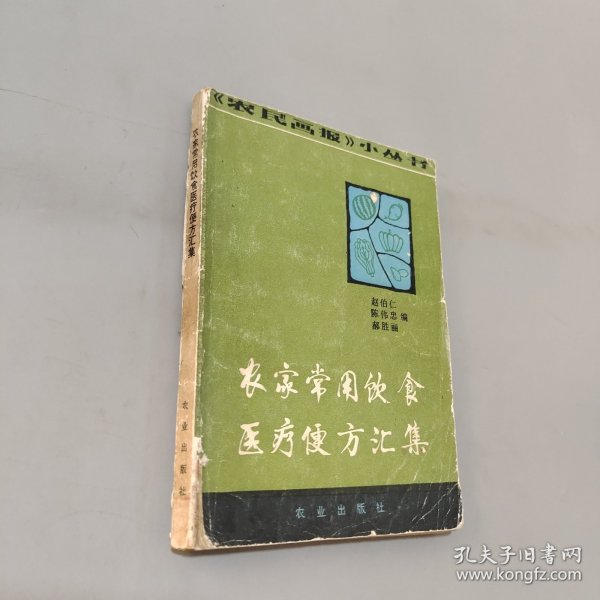 《农民画报》小丛书
赵伯仁
陈伟忠 编
郝胜丽
农家常用饮食
医疗便方汇集
农业出版社
农家常用饮食医疗便方汇集
农业出版社
孔夫子旧书网
www.kongfz.com